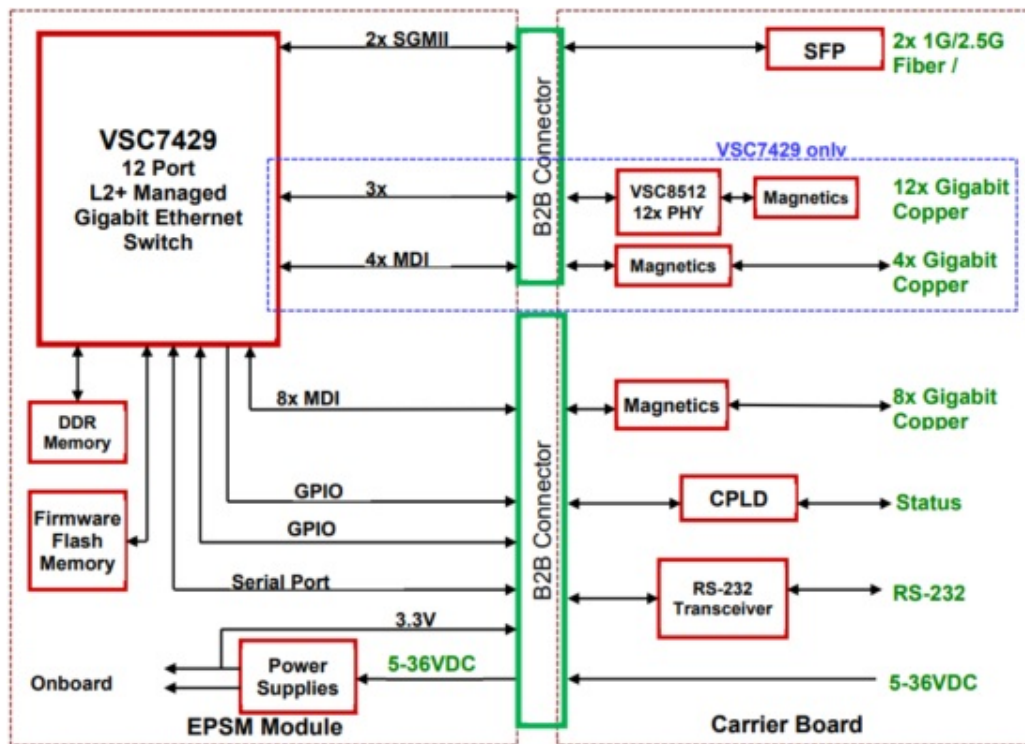 2x SGMII
SFP
2x 1G/2.5G
Fiber /
VSC7429
12 Port
L2+ Managed
Gigabit Ethernet
Switch
B2B Connector
VSC7429 only
3x
VSC8512
12x PHY
Magnetics
12x Gigabit
Copper
4x MDI
Magnetics
4x Gigabit
Copper
8x MDI
Magnetics
8x Gigabit
Copper
DDR
Memory
B2B Connector
GPIO
CPLD
Status
Firmware
Flash
Memory
GPIO
Serial Port
RS-232
Transceiver
RS-232
3.3V
Onboard
Power
Supplies
5-36VDC
5-36VDC
EPSM Module
Carrier Board